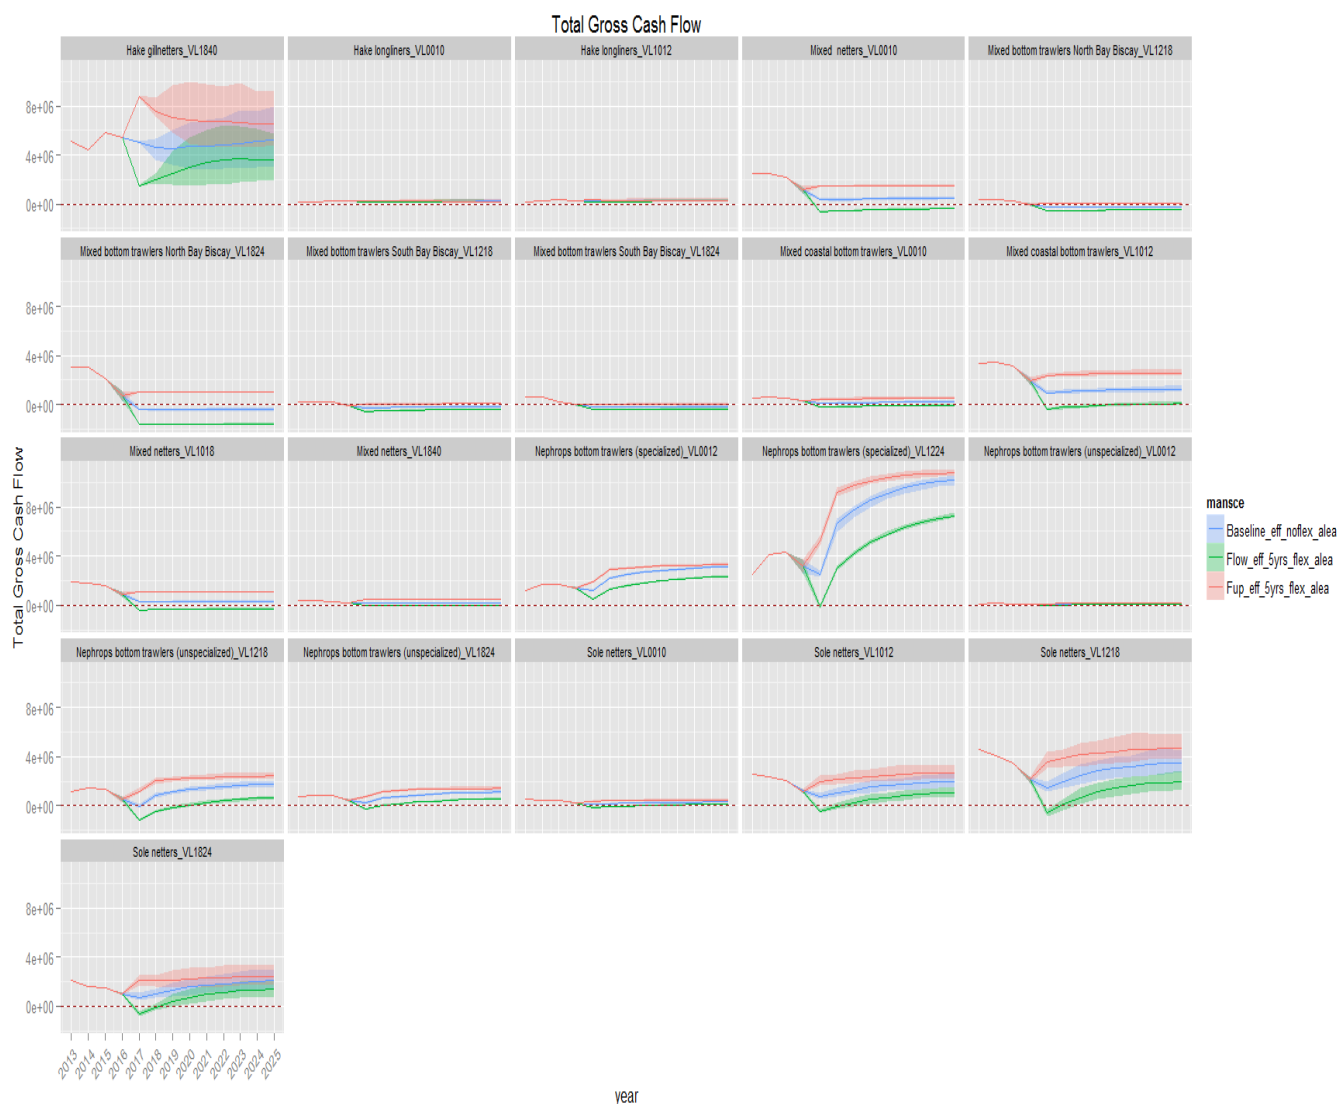 Total Gross Cash Flow
Hake gillnetters_VL1840
Hake longliners_VL0010
Hake longliners_VL1012
Mixed netters_VL0010
Mixed bottom trawlers North Bay Biscay_VL1218
8e+06
4e+06
0e+00
Mixed bottom trawlers North Bay Biscay_VL1824
Mixed bottom trawlers South Bay Biscay_VL1218
Mixed bottom trawlers South Bay Biscay_VL1824
Mixed coastal bottom trawlers_VL0010
Mixed coastal bottom trawlers_VL1012
8e+06
4e+06
0e+00
Mixed netters_VL1018
Mixed netters_VL1840
Nephrops bottom trawlers (specialized)_VL0012
Nephrops bottom trawlers (specialized)_VL1224
Nephrops bottom trawlers (unspecialized)_VL0012
8e+06
4e+06
0e+00
Total Gross Cash Flow
Nephrops bottom trawlers (unspecialized)_VL1218
Nephrops bottom trawlers (unspecialized)_VL1824
Sole netters_VL0010
Sole netters_VL1012
Sole netters_VL1218
8e+06
4e+06
0e+00
Sole netters_VL1824
8e+06
4e+06
0e+00
2013
2014
2015
2016
2017
2018
2019
2020
2021
2022
2023
2024
2025
year
mansce
Baseline_eff_noflex_alea
Flow_eff_5yrs_flex_alea
Fup_eff_5yrs_flex_alea